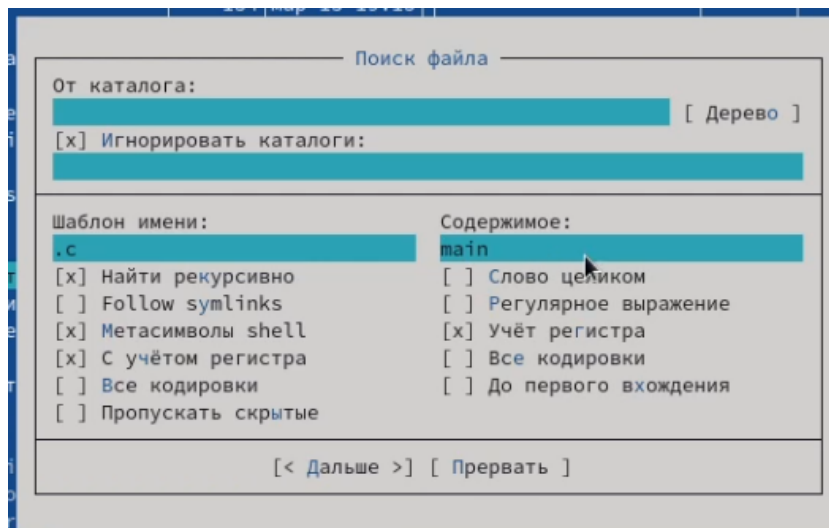 Поиск файла
От каталога:
[ Дерево ]
[x] Игнорировать каталоги:
Шаблон имени:
.c
[x] Найти рекурсивно
[ ] Follow symlinks
[x] Метасимволы shell
[x] С учётом регистра
[ ] Все кодировки
[ ] Пропускать скрытые
Содержимое:
main
[ ] Слово целиком
[ ] Регулярное выражение
[x] Учёт регистра
[ ] Все кодировки
[ ] До первого вхождения
[< Дальше >] [ Прервать ]